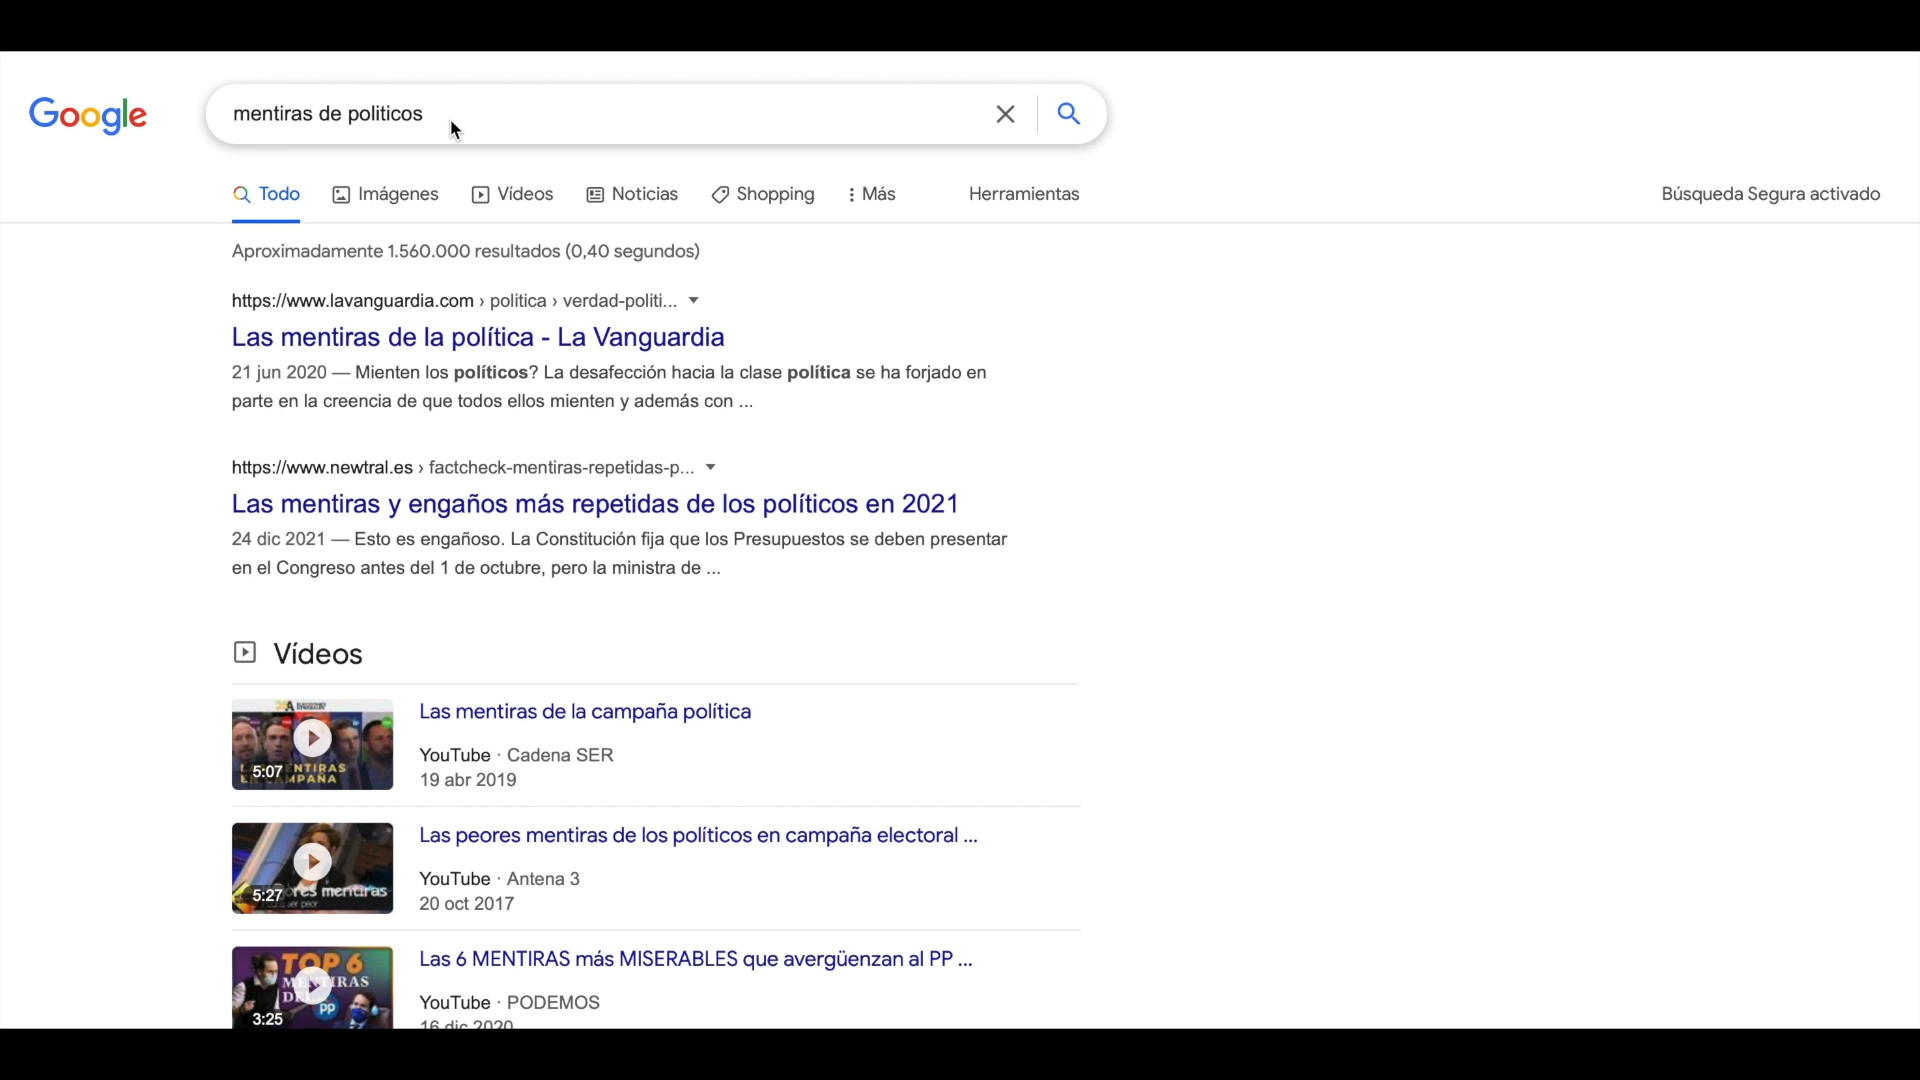 Google
mentiras de politicos
Todo Imágenes Vídeos Noticias Shopping Más Herramientas Búsqueda Segura activado
Aproximadamente 1.560.000 resultados (0,40 segundos)
https://www.lavanguardia.com › politica › verdad-politi...
Las mentiras de la política - La Vanguardia
21 jun 2020 — Mienten los políticos? La desafección hacia la clase política se ha forjado en
parte en la creencia de que todos ellos mienten y además con ...
https://www.newtral.es › factcheck-mentiras-repetidas-p...
Las mentiras y engaños más repetidas de los políticos en 2021
24 dic 2021 — Esto es engañoso. La Constitución fija que los Presupuestos se deben presentar
en el Congreso antes del 1 de octubre, pero la ministra de ...
Vídeos
5:07
Las mentiras de la campaña política
YouTube · Cadena SER
19 abr 2019
mentiras
5:27
Las peores mentiras de los políticos en campaña electoral ...
YouTube · Antena 3
20 oct 2017
TOP 6
PP
3:25
Las 6 MENTIRAS más MISERABLES que avergüenzan al PP ...
YouTube · PODEMOS
16 dic 2020